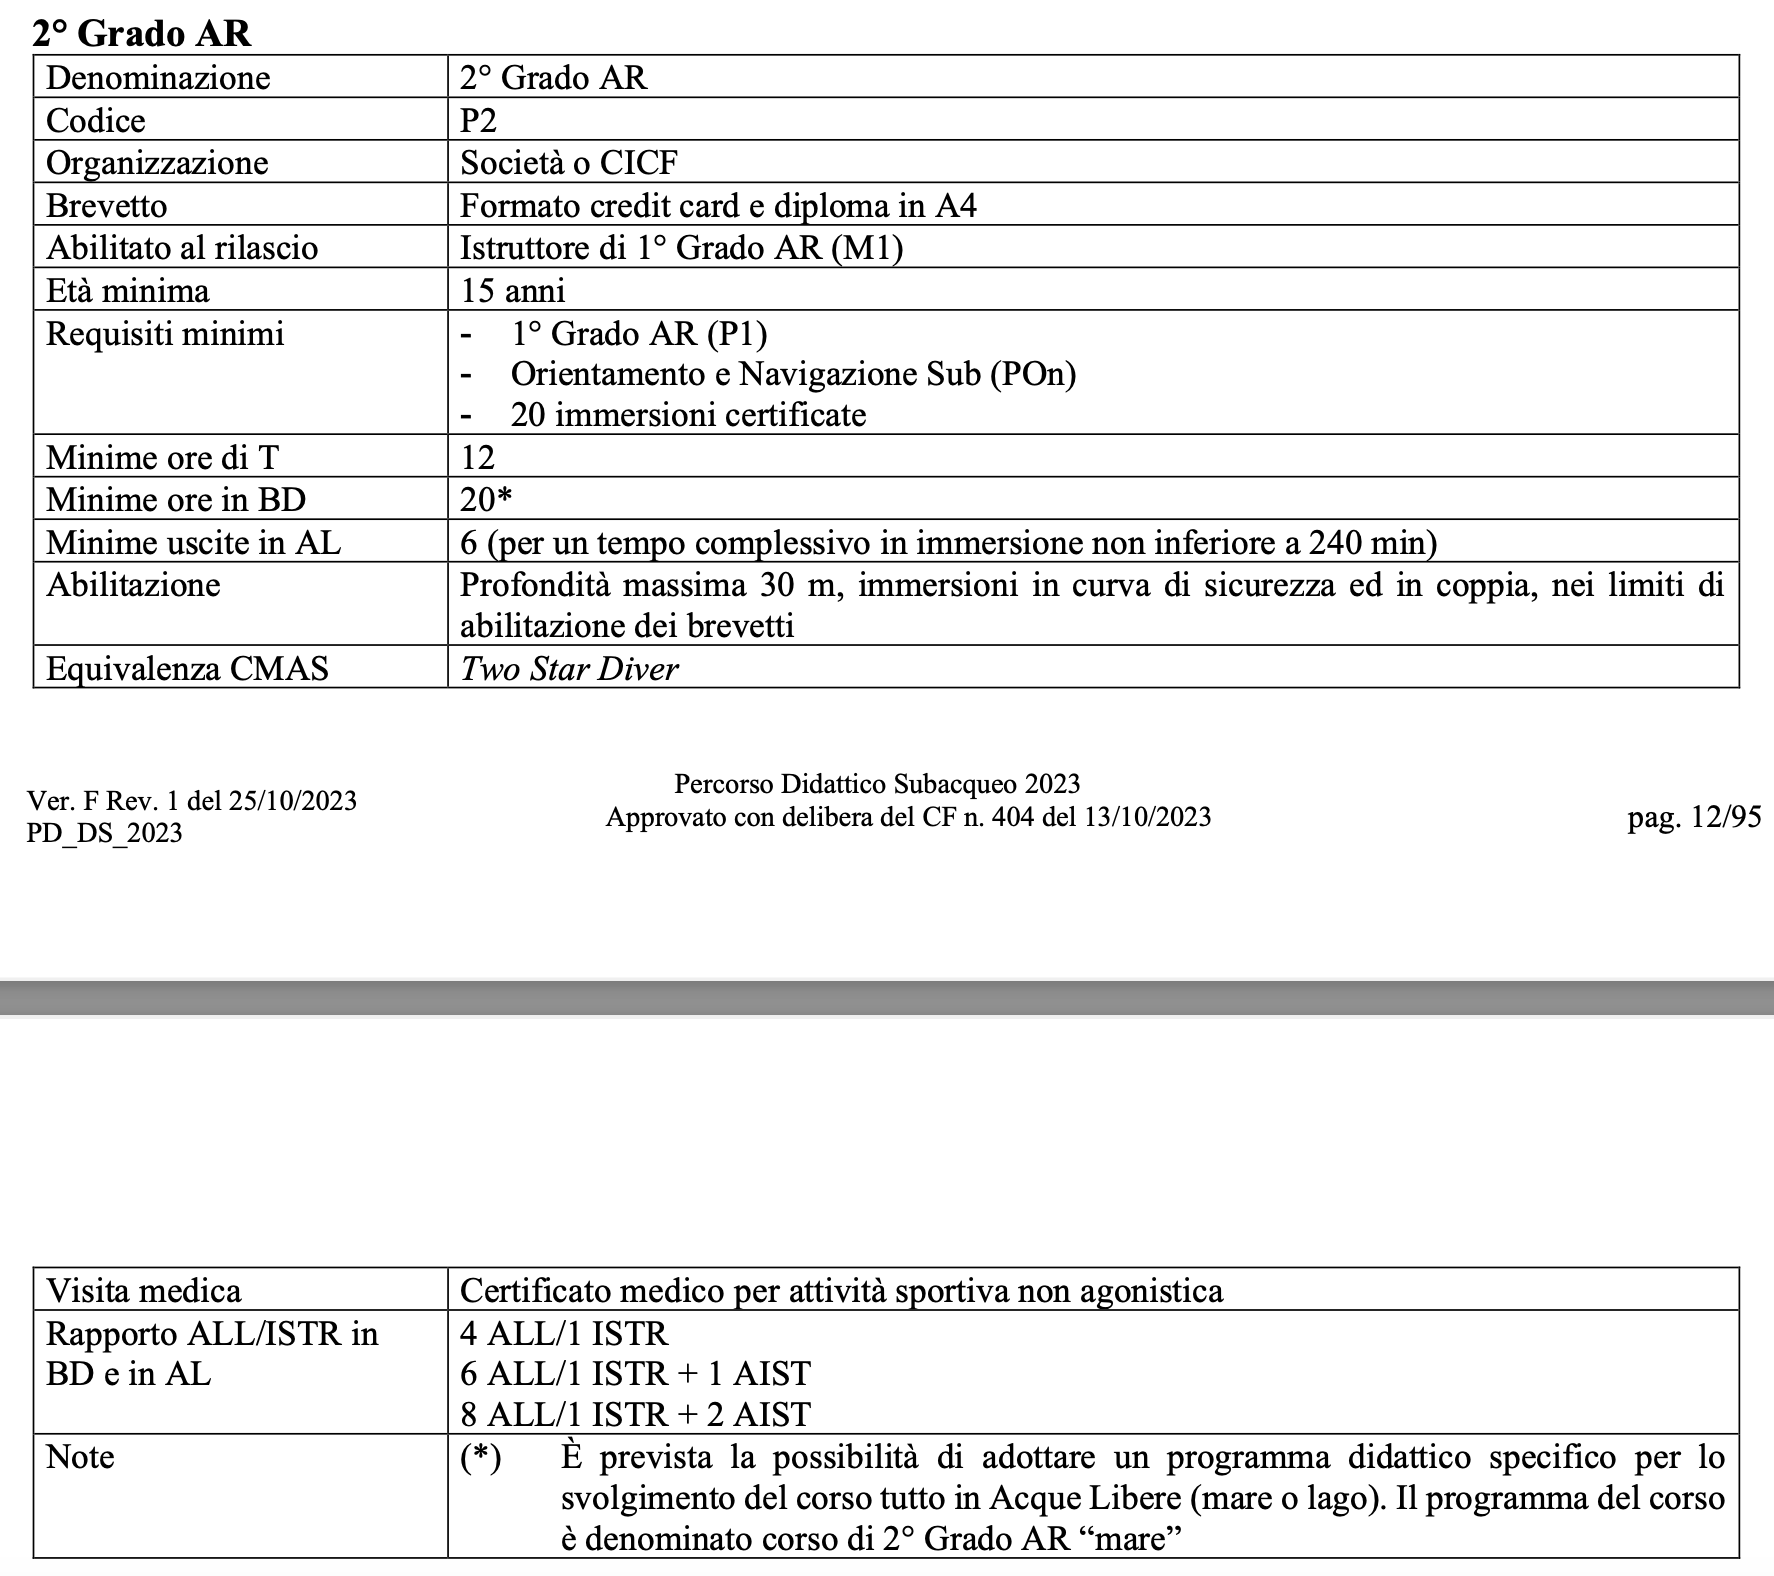 2° Grado AR
Denominazione
2° Grado AR
Codice
P2
Organizzazione
Società o CICF
Brevetto
Formato credit card e diploma in A4
Abilitato al rilascio
Istruttore di 1° Grado AR (M1)
Età minima
15 anni
Requisiti minimi
- 1° Grado AR (P1)
- Orientamento e Navigazione Sub (POn)
- 20 immersioni certificate
Minime ore di T
12
Minime ore in BD
20*
Minime uscite in AL
6 (per un tempo complessivo in immersione non inferiore a 240 min)
Abilitazione
Profondità massima 30 m, immersioni in curva di sicurezza ed in coppia, nei limiti di
abilitazione dei brevetti
Equivalenza CMAS
Two Star Diver
Ver. F Rev. 1 del 25/10/2023
PD_DS_2023
Percorso Didattico Subacqueo 2023
Approvato con delibera del CF n. 404 del 13/10/2023
pag. 12/95
Visita medica
Certificato medico per attività sportiva non agonistica
Rapporto ALL/ISTR in
BD e in AL
4 ALL/1 ISTR
6 ALL/1 ISTR + 1 AIST
8 ALL/1 ISTR + 2 AIST
Note
(*) È prevista la possibilità di adottare un programma didattico specifico per lo
svolgimento del corso tutto in Acque Libere (mare o lago). Il programma del corso
è denominato corso di 2° Grado AR “mare”